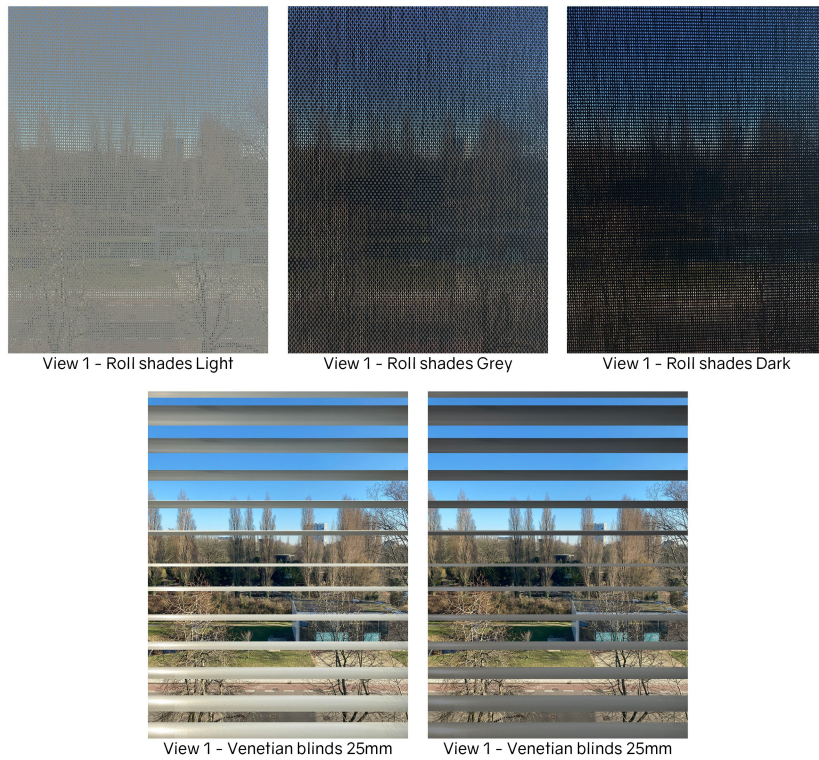 View 1 - Roll shades Light
View 1 - Roll shades Grey
View 1 - Roll shades Dark
View 1 - Venetian blinds 25mm
View 1 - Venetian blinds 25mm